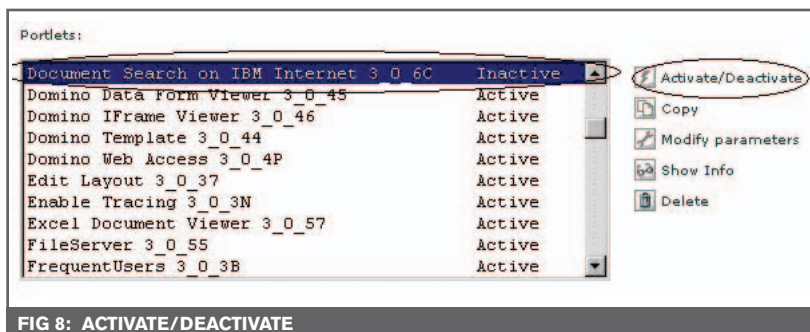 Portlets:
Document Search on IBM Internet 3_0_6C Inactive
Domino Data Form Viewer 3_0_45 Active
Domino IFrame Viewer 3_0_46 Active
Domino Template 3_0_44 Active
Domino Web Access 3_0_4P Active
Edit Layout 3_0_37 Active
Enable Tracing 3_0_3N Active
Excel Document Viewer 3_0_57 Active
FileServer 3_0_55 Active
FrequentUsers 3_0_3B Active
Activate/Deactivate
Copy
Modify parameters
Show Info
Delete
FIG 8: ACTIVATE/DEACTIVATE